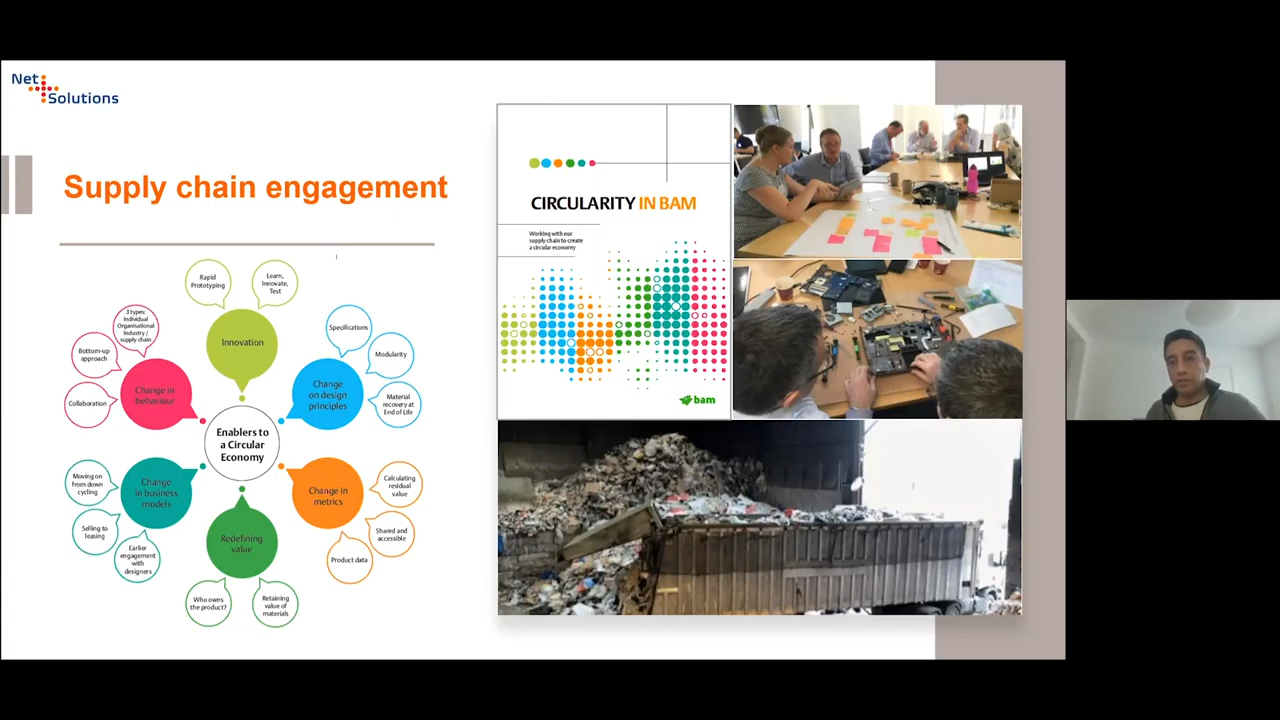 Net
Solutions
Supply chain engagement
Rapid
Prototyping
Learn,
Innovate,
Test
Innovation
3 types:
Individual
Organisational
Industry /
supply chain
Bottom-up
approach
Collaboration
Change in
behaviour
Specifications
Modularity
Material
recovery at
End of Life
Change
on design
principles
Enablers to
a Circular
Economy
Moving on
from down
cycling
Selling to
leasing
Earlier
engagement
with
designers
Change
in business
models
Calculating
residual
value
Shared and
accessible
Product data
Change in
metrics
Redefining
value
Who owns
the product?
Retaining
value of
materials
CIRCULARITY IN BAM
Working with our
supply chain to create
a circular economy
bam